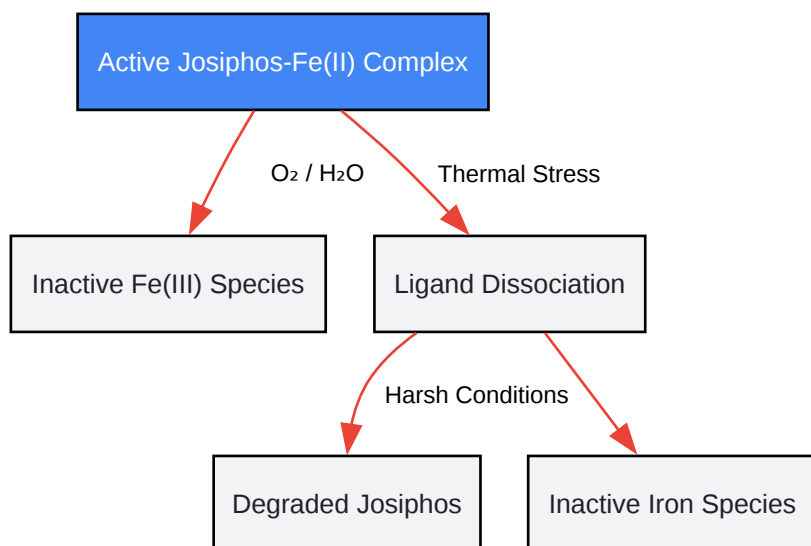 Active Josiphos-Fe(II) Complex
O₂ / H₂O
Thermal Stress
Inactive Fe(III) Species
Ligand Dissociation
Harsh Conditions
Degraded Josiphos
Inactive Iron Species